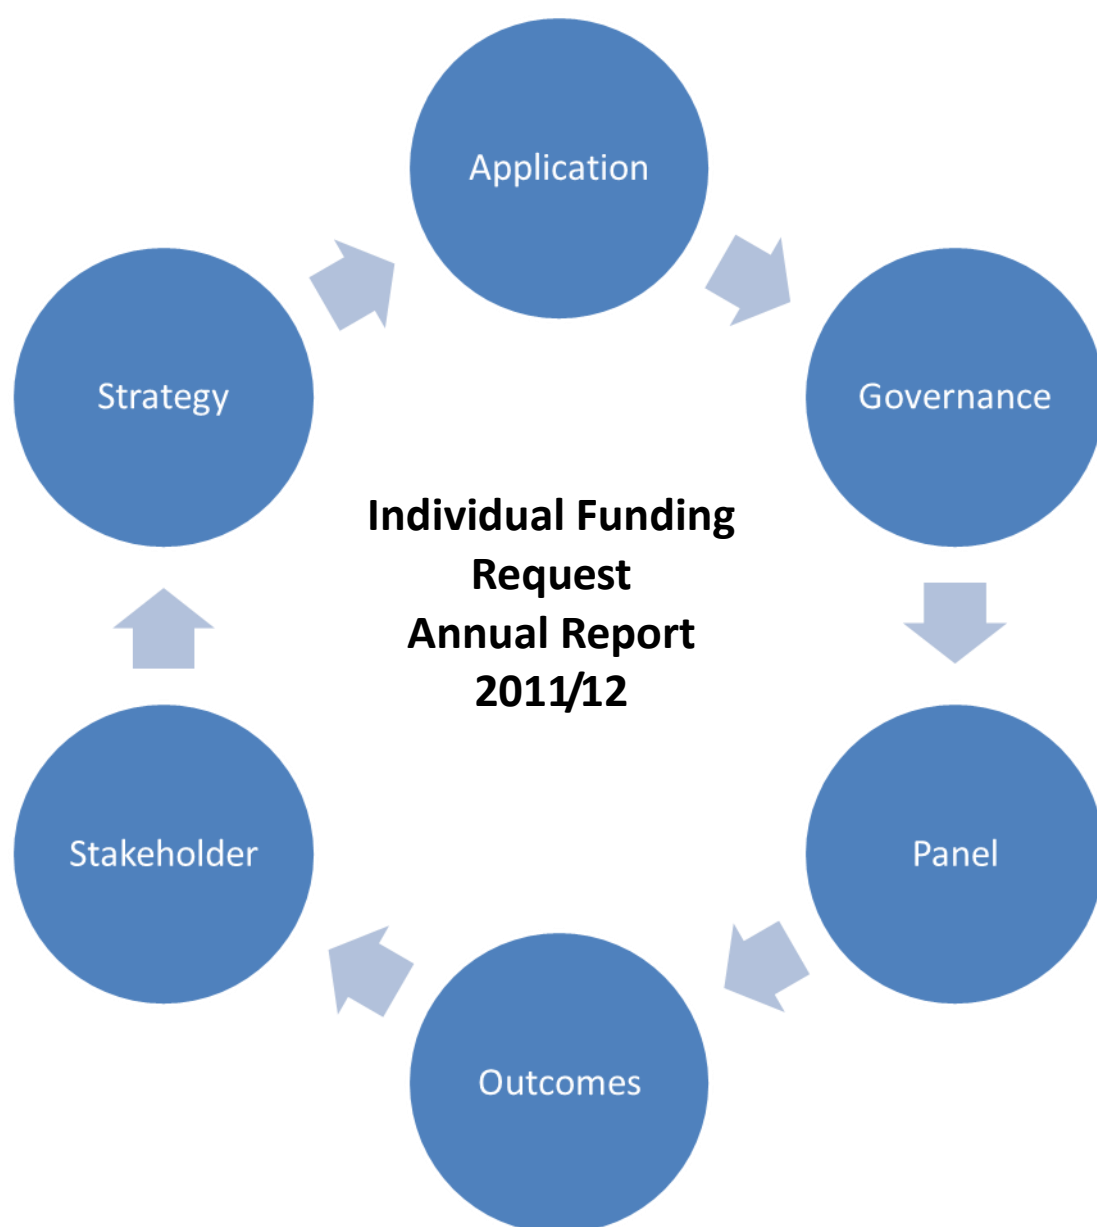 Application
Strategy
Governance
Individual Funding
Request
Annual Report
2011/12
Stakeholder
Panel
Outcomes